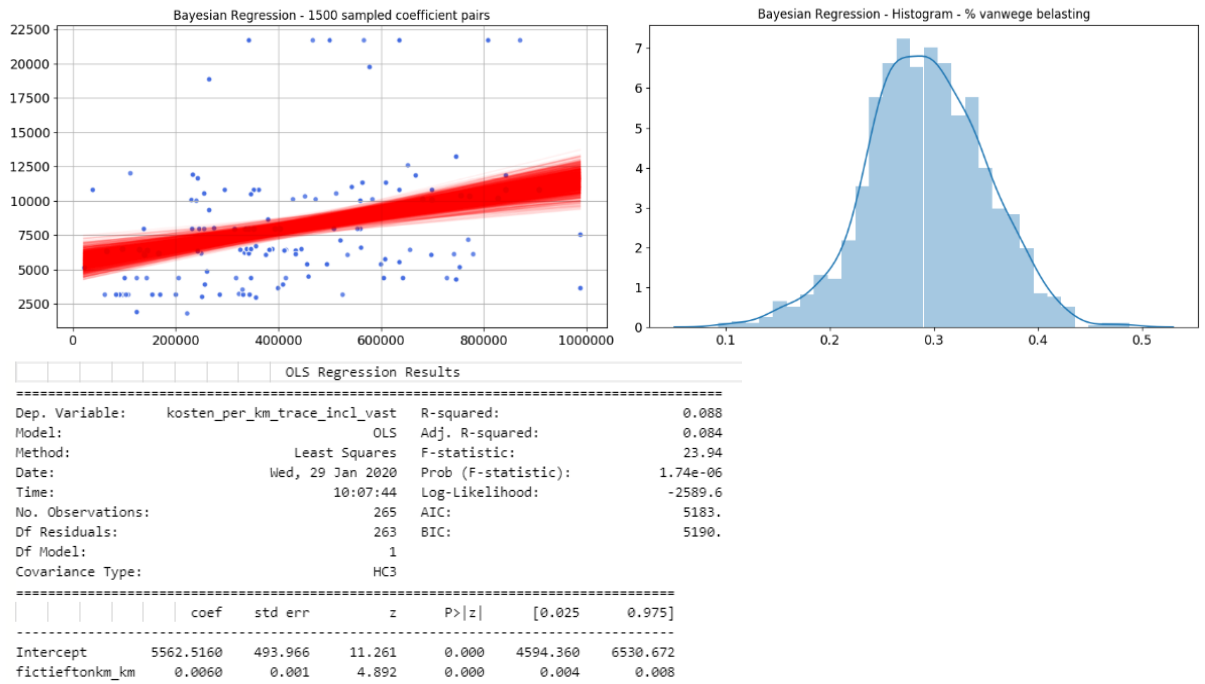 Bayesian Regression - 1500 sampled coefficient pairs
22500
20000
17500
15000
12500
10000
7500
5000
2500
0 200000 400000 600000 800000 1000000
Bayesian Regression - Histogram - % vanwege belasting
7
6
5
4
3
2
1
0
0.1 0.2 0.3 0.4 0.5
OLS Regression Results
==========================================================================================
Dep. Variable: kosten_per_km_trace_incl_vast R-squared: 0.088
Model: OLS Adj. R-squared: 0.084
Method: Least Squares F-statistic: 23.94
Date: Wed, 29 Jan 2020 Prob (F-statistic): 1.74e-06
Time: 10:07:44 Log-Likelihood: -2589.6
No. Observations: 265 AIC: 5183.
Df Residuals: 263 BIC: 5190.
Df Model: 1
Covariance Type: HC3
====================================================================================
coef std err z P>|z| [0.025 0.975]
------------------------------------------------------------------------------------
Intercept 5562.5160 493.966 11.261 0.000 4594.360 6530.672
fictieftonkm_km 0.0060 0.001 4.892 0.000 0.004 0.008